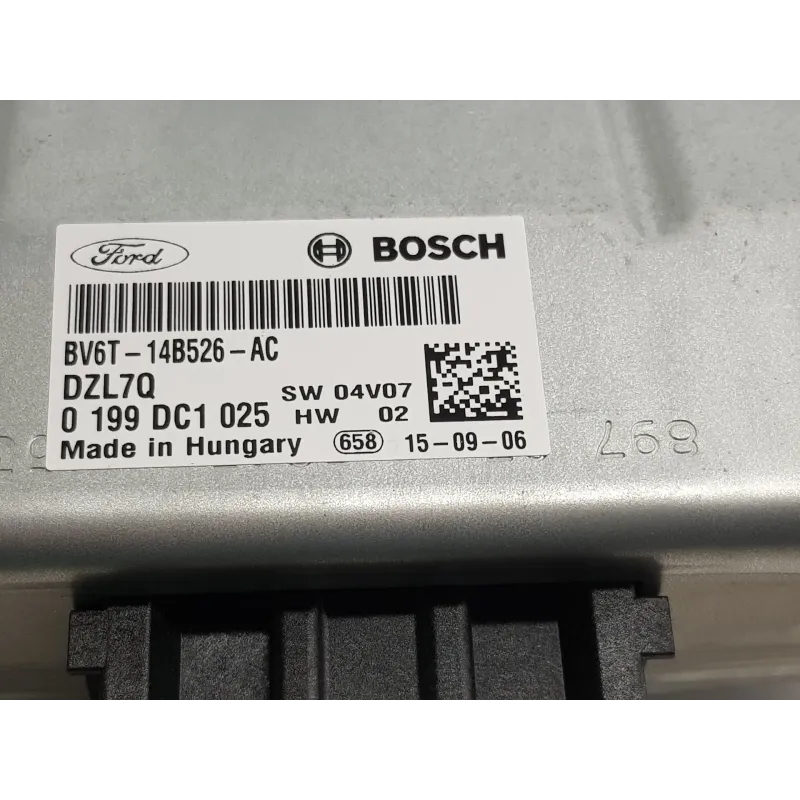 Ford BOSCH
BV6T-14B526-AC
DZL7Q SW 04V07
0 199 DC1 025 HW 02
Made in Hungary 658 15-09-06
897